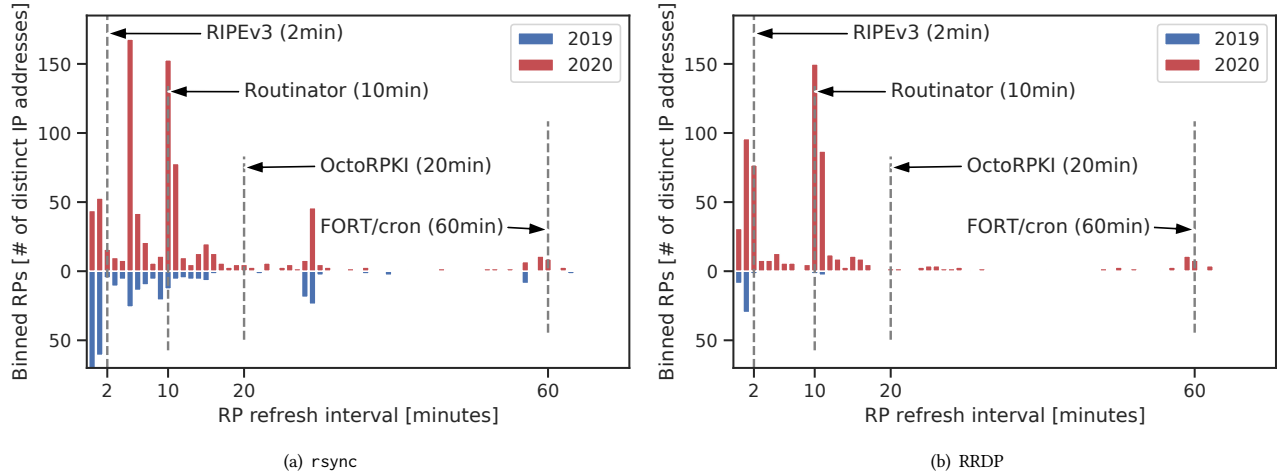 Binned RPs [# of distinct IP addresses]
150
100
50
0
50
RIPEv3 (2min)
Routinator (10min)
OctoRPKI (20min)
FORT/cron (60min)
2019
2020
2
10
20
60
RP refresh interval [minutes]
(a) rsync
Binned RPs [# of distinct IP addresses]
150
100
50
0
50
RIPEv3 (2min)
Routinator (10min)
OctoRPKI (20min)
FORT/cron (60min)
2019
2020
2
10
20
60
RP refresh interval [minutes]
(b) RRDP